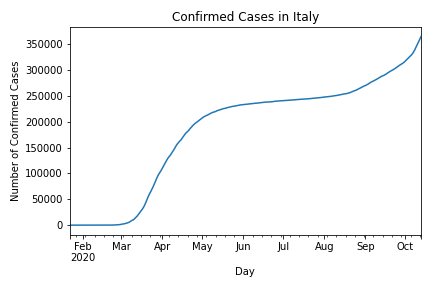 Confirmed Cases in Italy
Number of Confirmed Cases
350000
300000
250000
200000
150000
100000
50000
0
Feb Mar Apr May Jun Jul Aug Sep Oct
2020
Day